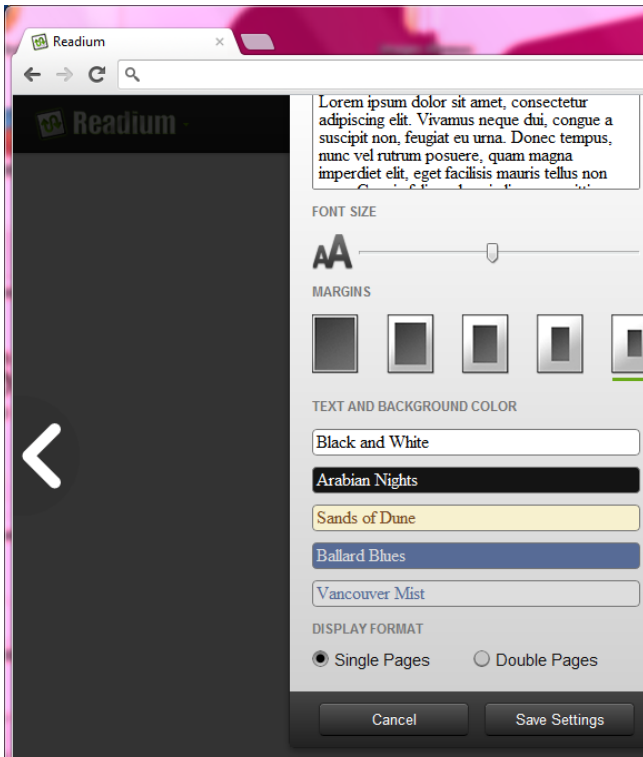 Readium
Readium
Lorem ipsum dolor sit amet, consectetur
adipiscing elit. Vivamus neque dui, congue a
suscipit non, feugiat eu urna. Donec tempus,
nunc vel rutrum posuere, quam magna
imperdiet elit, eget facilisis mauris tellus non
FONT SIZE
AA
MARGINS
TEXT AND BACKGROUND COLOR
Black and White
Arabian Nights
Sands of Dune
Ballard Blues
Vancouver Mist
DISPLAY FORMAT
Single Pages Double Pages
Cancel Save Settings